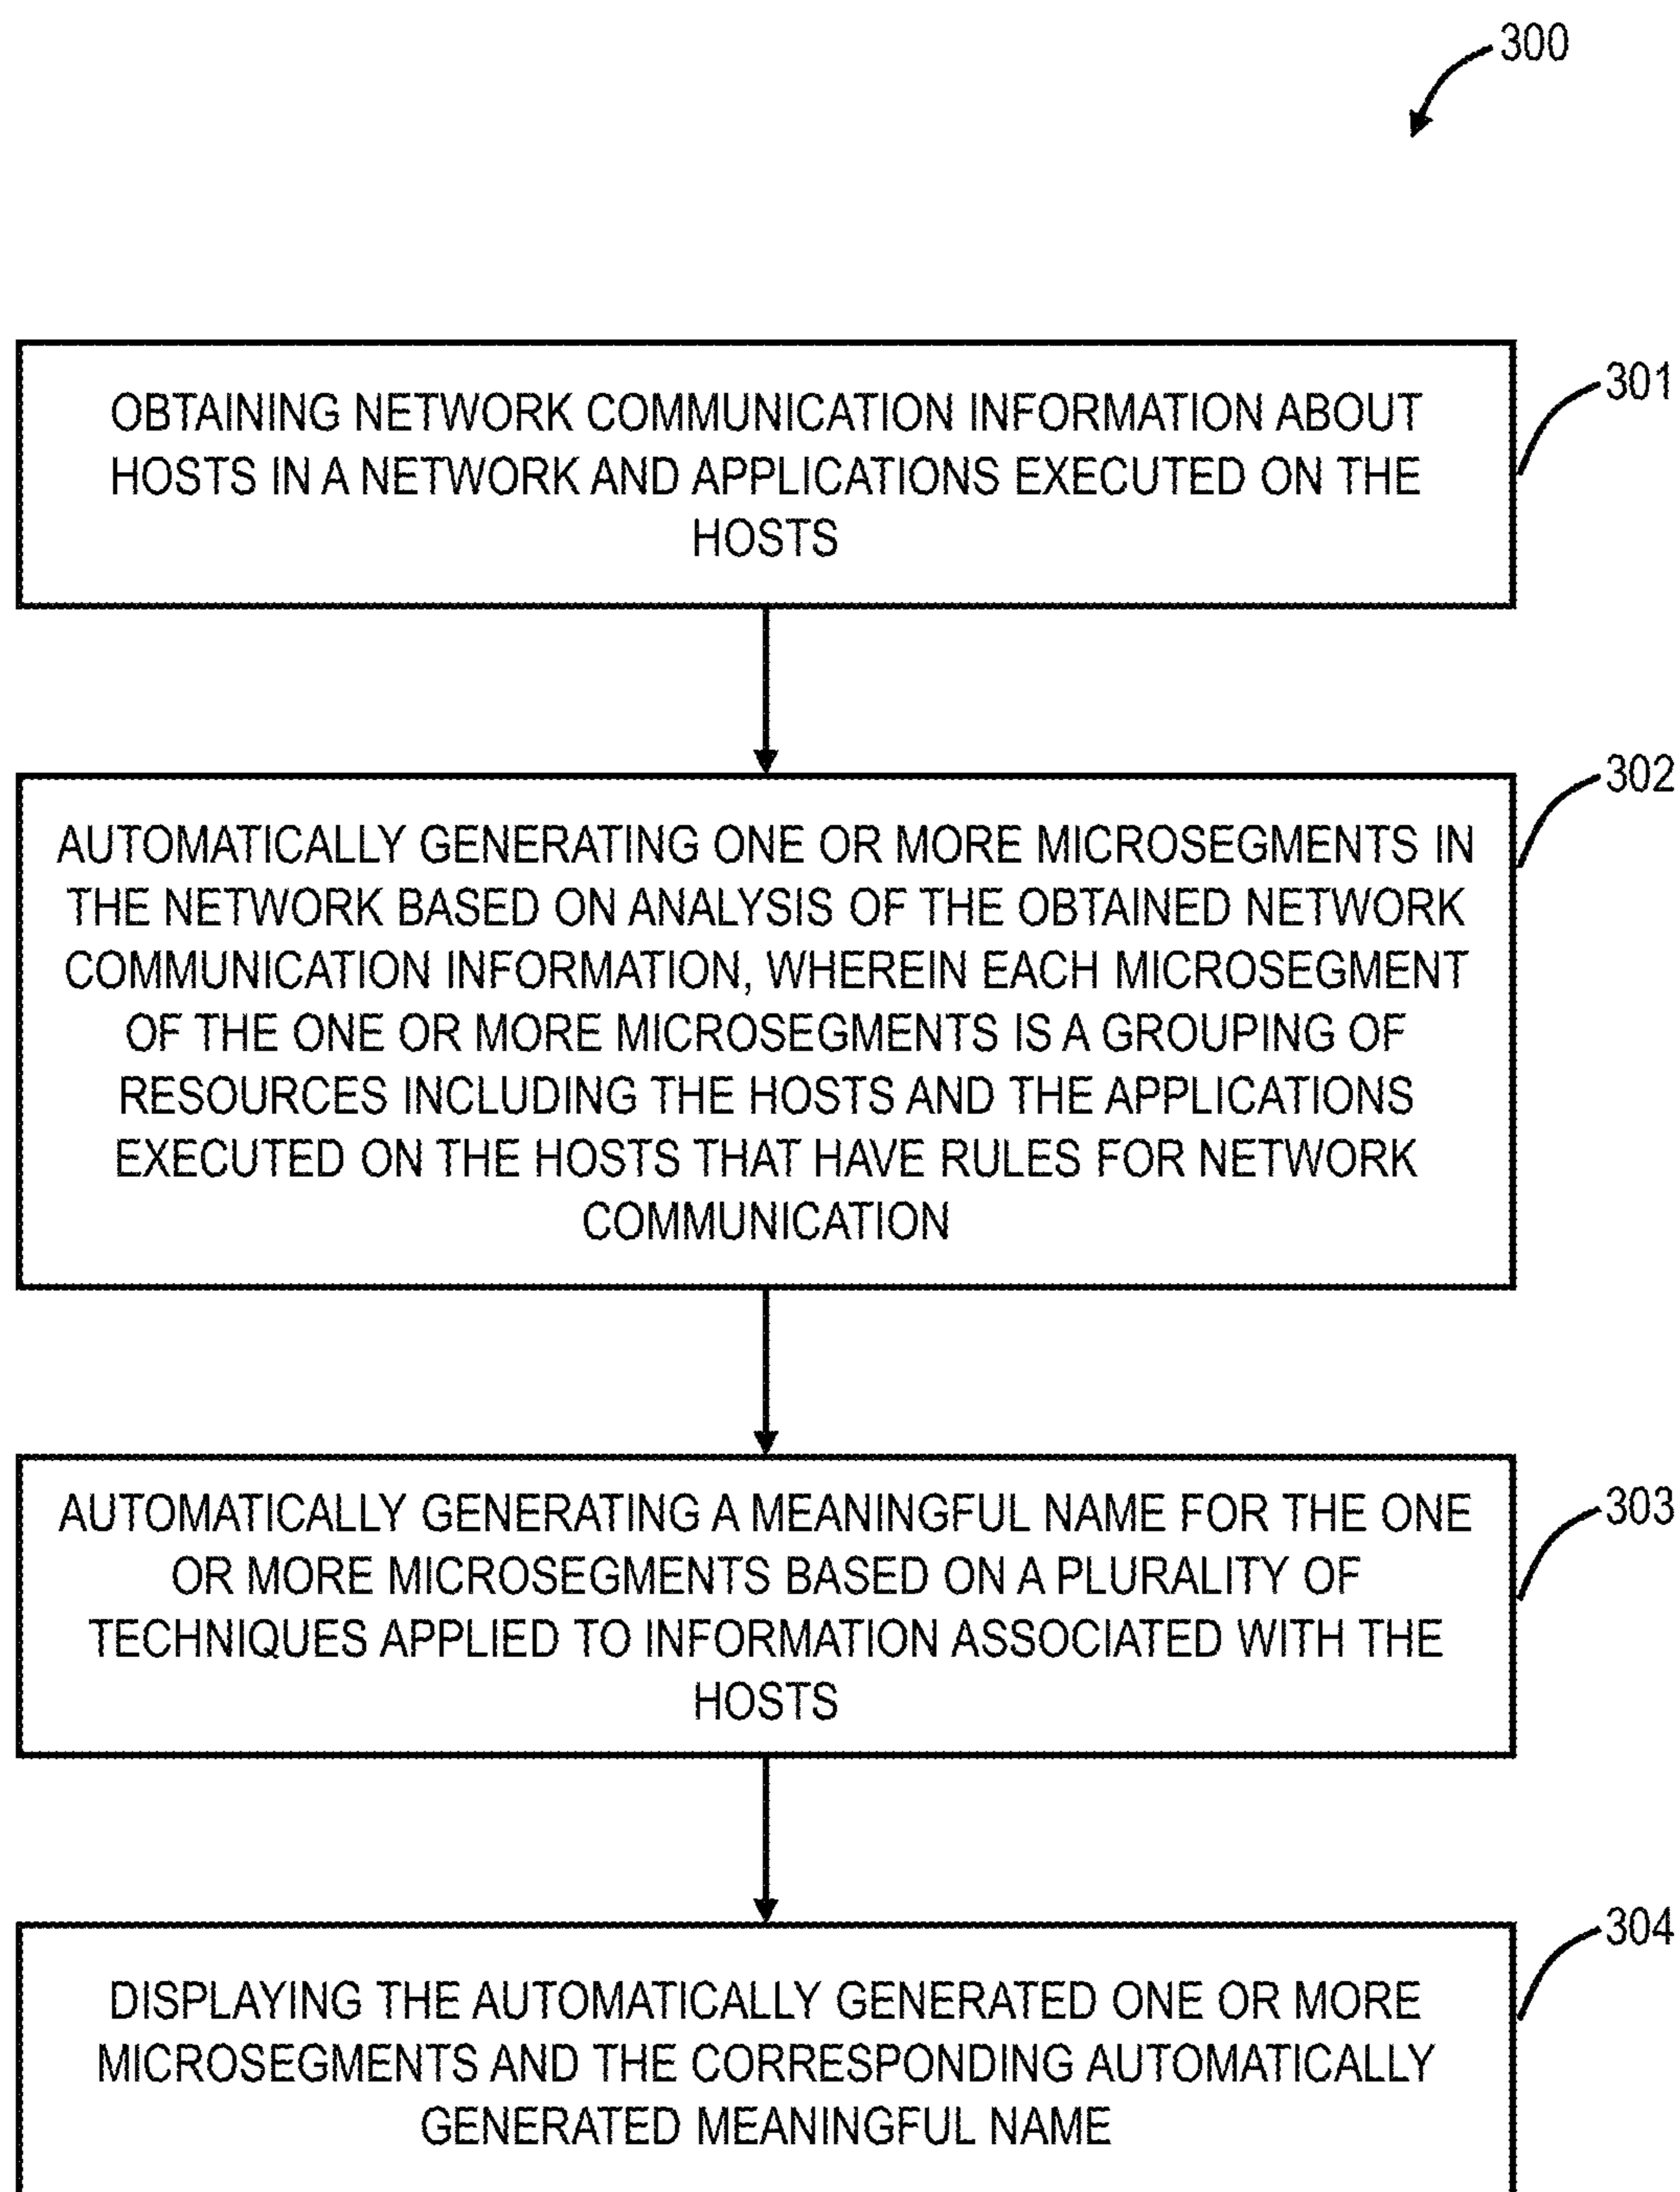 300
OBTAINING NETWORK COMMUNICATION INFORMATION ABOUT
HOSTS IN A NETWORK AND APPLICATIONS EXECUTED ON THE
HOSTS
301
AUTOMATICALLY GENERATING ONE OR MORE MICROSEGMENTS IN
THE NETWORK BASED ON ANALYSIS OF THE OBTAINED NETWORK
COMMUNICATION INFORMATION, WHEREIN EACH MICROSEGMENT
OF THE ONE OR MORE MICROSEGMENTS IS A GROUPING OF
RESOURCES INCLUDING THE HOSTS AND THE APPLICATIONS
EXECUTED ON THE HOSTS THAT HAVE RULES FOR NETWORK
COMMUNICATION
302
AUTOMATICALLY GENERATING A MEANINGFUL NAME FOR THE ONE
OR MORE MICROSEGMENTS BASED ON A PLURALITY OF
TECHNIQUES APPLIED TO INFORMATION ASSOCIATED WITH THE
HOSTS
303
DISPLAYING THE AUTOMATICALLY GENERATED ONE OR MORE
MICROSEGMENTS AND THE CORRESPONDING AUTOMATICALLY
GENERATED MEANINGFUL NAME
304